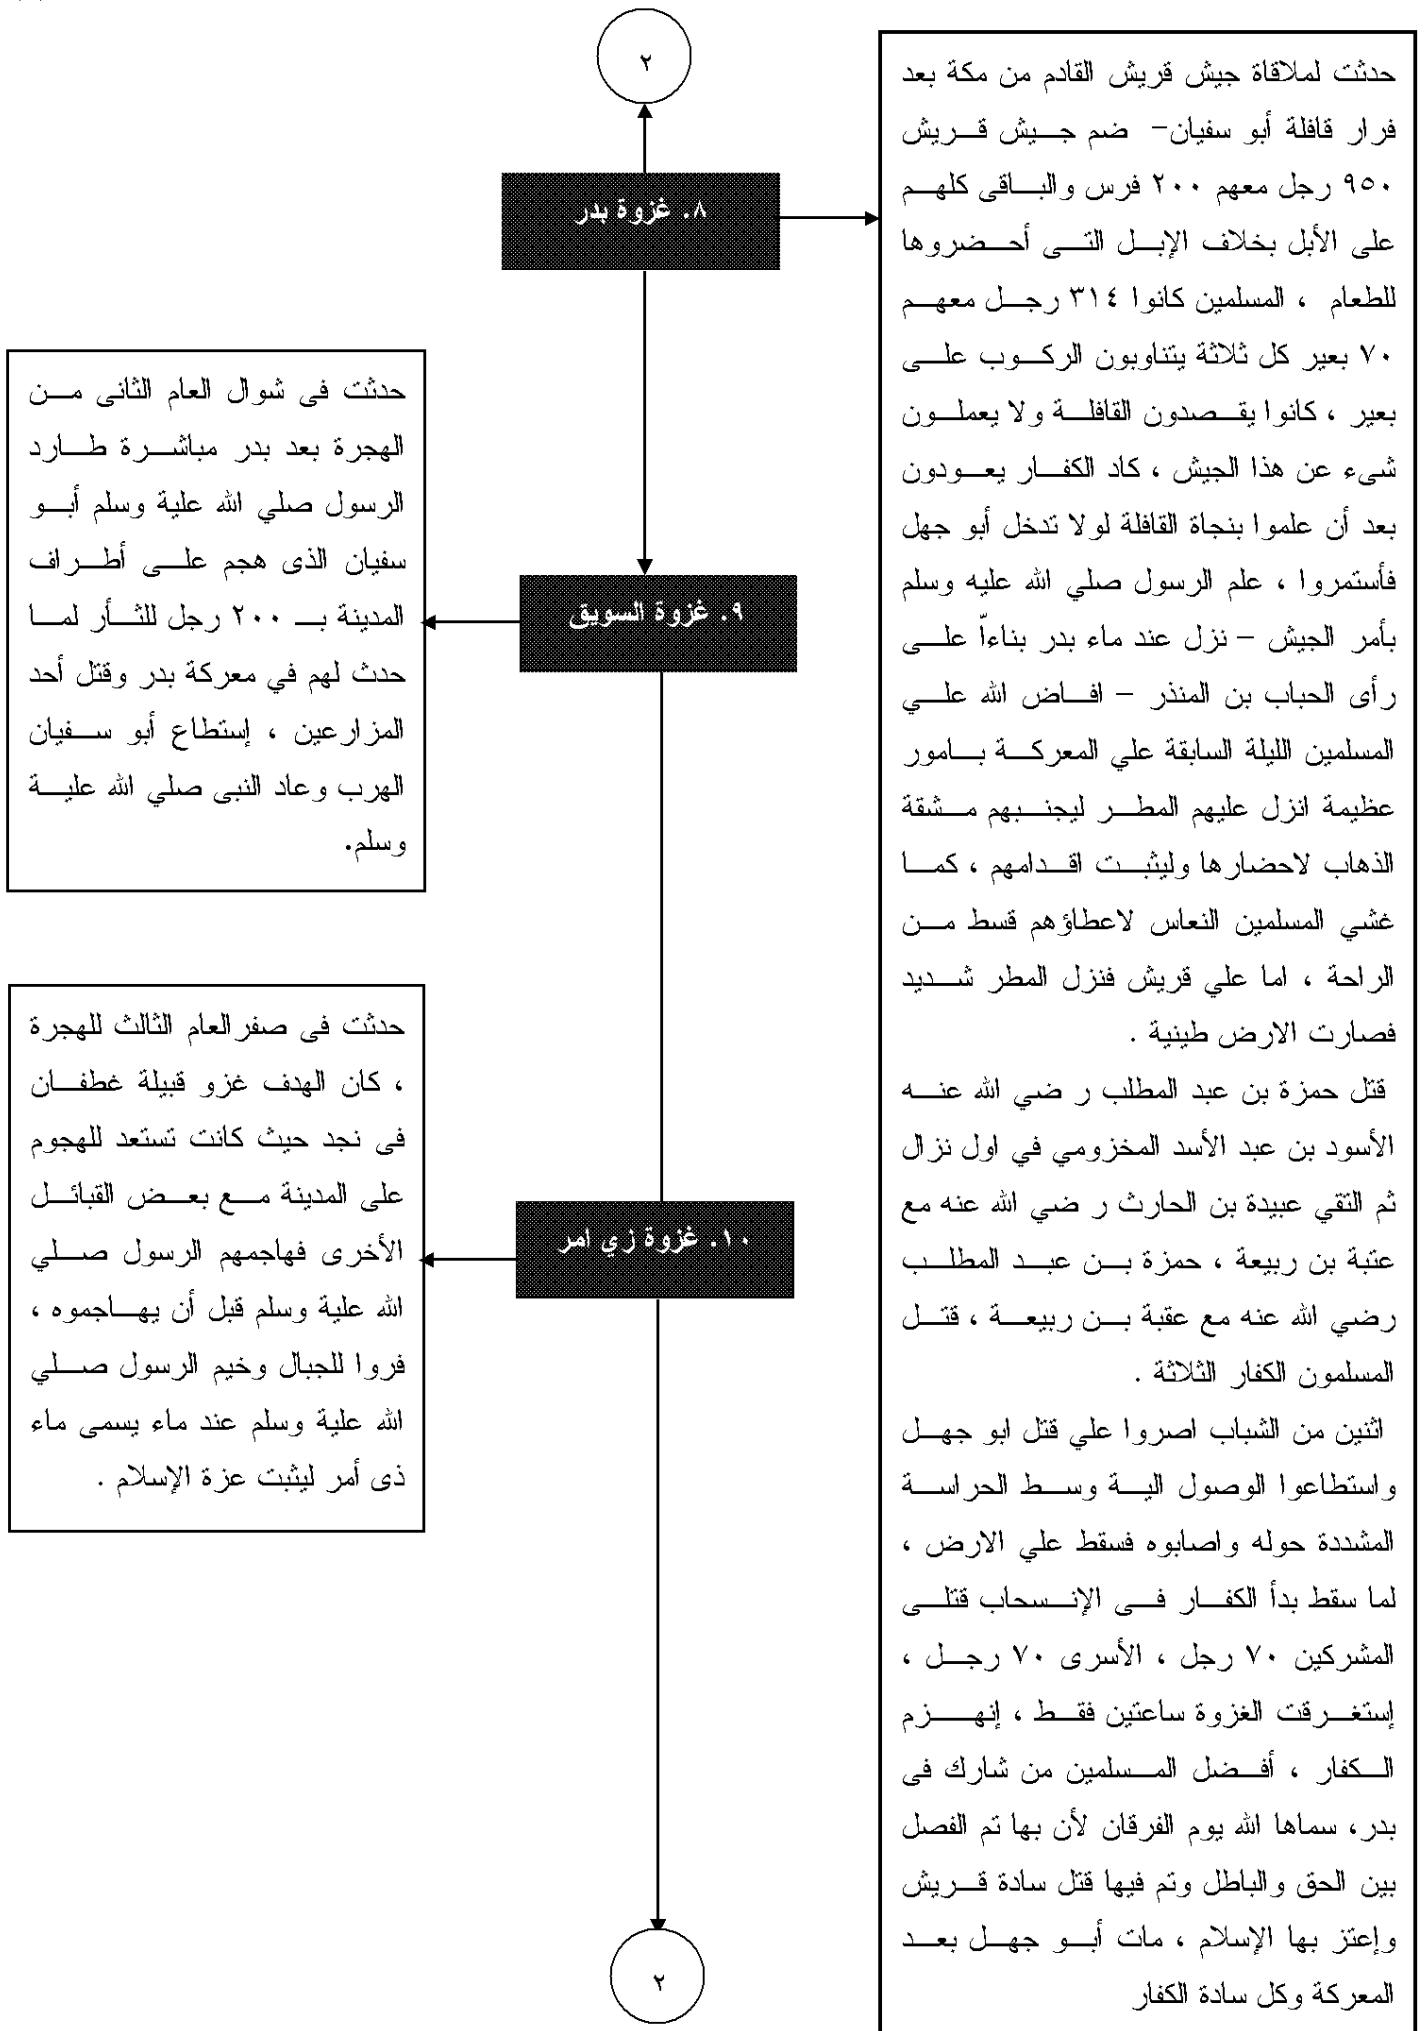 ٢
٨. غزوة بدر
حدثت لملاقاة جيش قريش القادم من مكة بعد
فرار قافلة أبو سفيان– ضم جيش قريش
٩٥٠ رجل معهم ٢٠٠ فرس والباقى كلهم
على الأبل بخلاف الإبل التى أحضروها
للطعام ، المسلمين كانوا ٣١٤ رجل معهم
٧٠ بعير كل ثلاثة يتناوبون الركوب على
بعير ، كانوا يقصدون القافلة ولا يعملون
شىء عن هذا الجيش ، كاد الكفار يعودون
بعد أن علموا بنجاة القافلة لولا تدخل أبو جهل
فأستمروا ، علم الرسول صلي الله عليه وسلم
بأمر الجيش – نزل عند ماء بدر بناءاّ على
رأى الحباب بن المنذر – افاض الله علي
المسلمين الليلة السابقة علي المعركة بامور
عظيمة انزل عليهم المطر ليجنبهم مشقة
الذهاب لاحضارها وليثبت اقدامهم ، كما
غشي المسلمين النعاس لاعطاؤهم قسط من
الراحة ، اما علي قريش فنزل المطر شديد
فصارت الارض طينية .
قتل حمزة بن عبد المطلب ر ضي الله عنه
الأسود بن عبد الأسد المخزومي في اول نزال
ثم التقي عبيدة بن الحارث ر ضي الله عنه مع
عتبة بن ربيعة ، حمزة بن عبد المطلب
رضي الله عنه مع عقبة بن ربيعة ، قتل
المسلمون الكفار الثلاثة .
اثنين من الشباب اصروا علي قتل ابو جهل
واستطاعوا الوصول الية وسط الحراسة
المشددة حوله واصابوه فسقط علي الارض ،
لما سقط بدأ الكفار فى الإنسحاب قتلى
المشركين ٧٠ رجل ، الأسرى ٧٠ رجل ،
إستغرقت الغزوة ساعتين فقط ، إنهزم
الكفار ، أفضل المسلمين من شارك فى
بدر، سماها الله يوم الفرقان لأن بها تم الفصل
بين الحق والباطل وتم فيها قتل سادة قريش
وإعتز بها الإسلام ، مات أبو جهل بعد
المعركة وكل سادة الكفار
٩. غزوة السويق
حدثت فى شوال العام الثانى من
الهجرة بعد بدر مباشرة طارد
الرسول صلي الله علية وسلم أبو
سفيان الذى هجم على أطراف
المدينة بـ ٢٠٠ رجل للثأر لما
حدث لهم في معركة بدر وقتل أحد
المزارعين ، إستطاع أبو سفيان
الهرب وعاد النبى صلي الله علية
وسلم.
١٠. غزوة زي امر
حدثت فى صفرالعام الثالث للهجرة
، كان الهدف غزو قبيلة غطفان
فى نجد حيث كانت تستعد للهجوم
على المدينة مع بعض القبائل
الأخرى فهاجمهم الرسول صلي
الله علية وسلم قبل أن يهاجموه ،
فروا للجبال وخيم الرسول صلي
الله علية وسلم عند ماء يسمى ماء
ذى أمر ليثبت عزة الإسلام .
٢